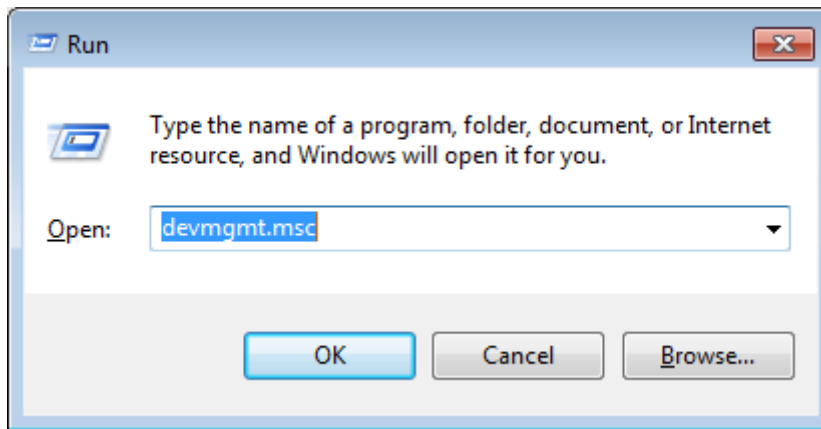 Run
Type the name of a program, folder, document, or Internet
resource, and Windows will open it for you.
Open: devmgmt.msc
OK Cancel Browse...